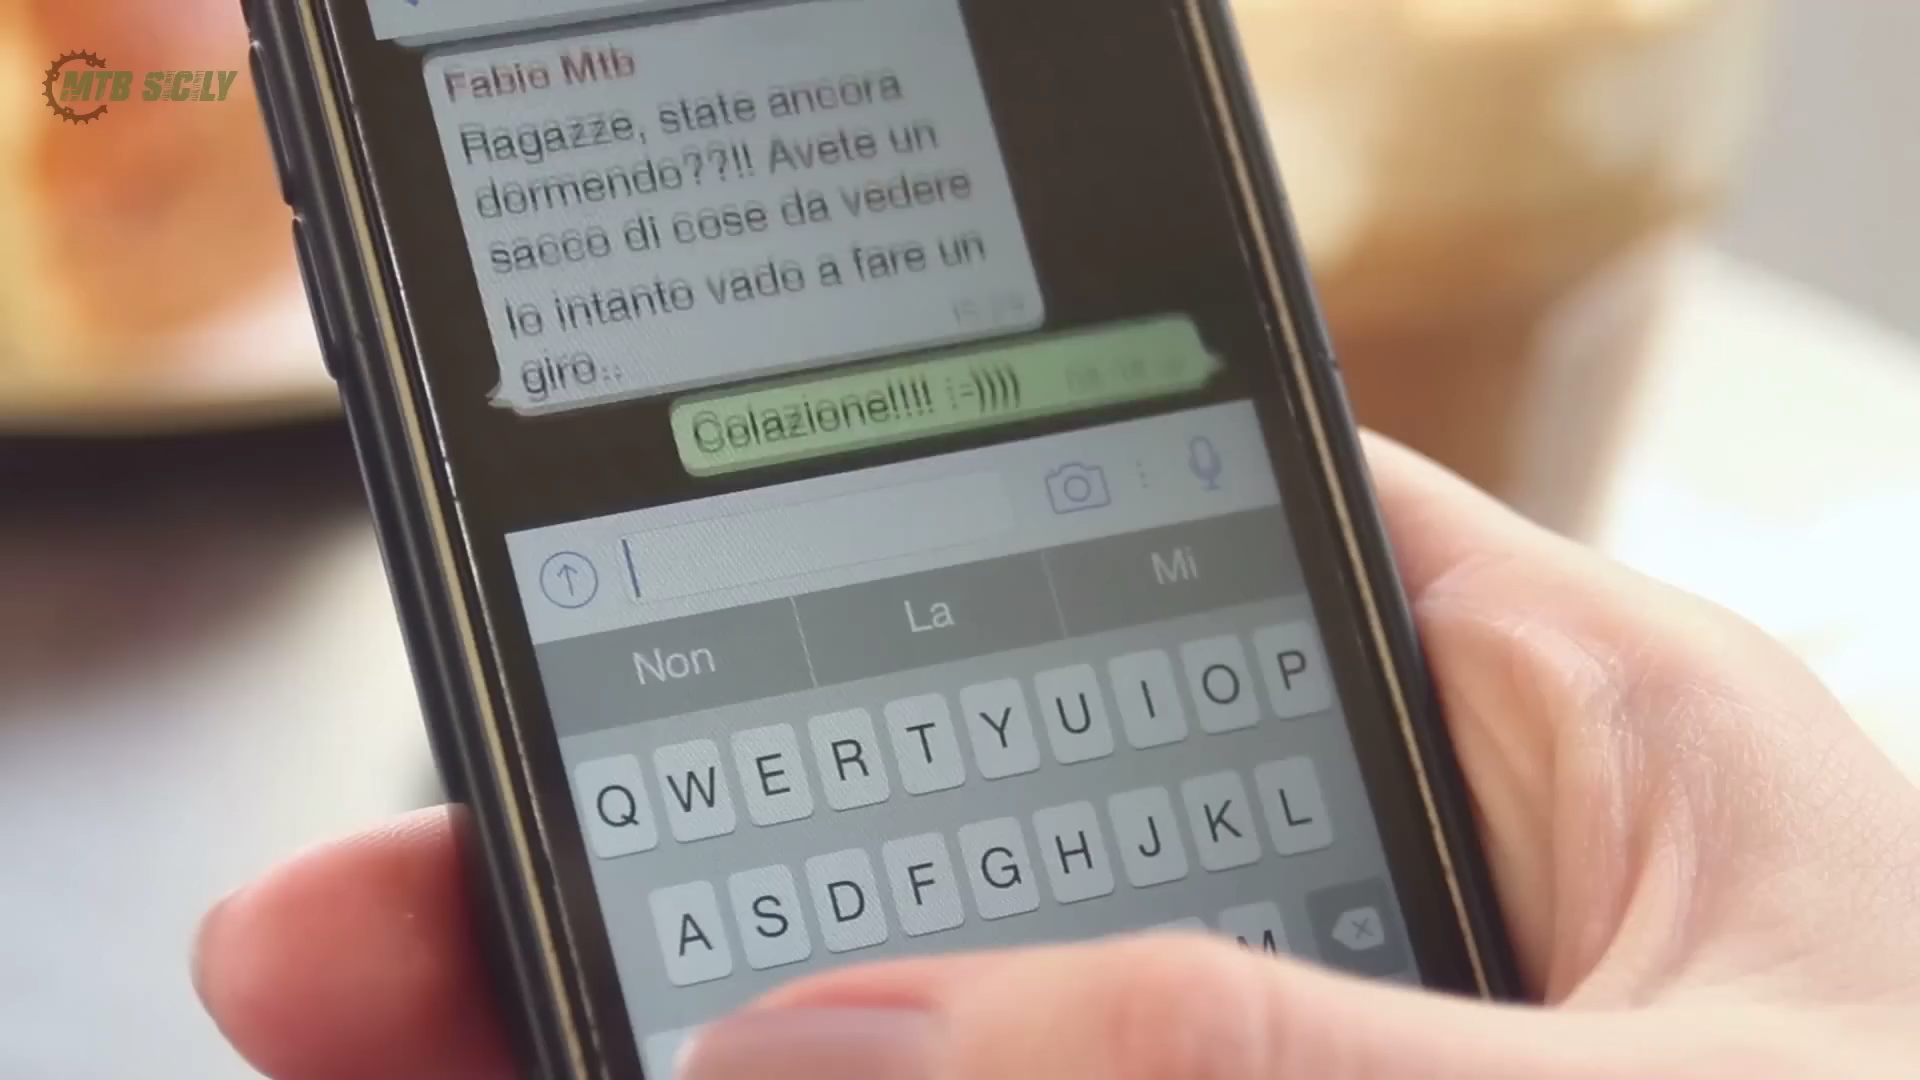 MTB SICILY
Fabio Mtb
Ragazze, state ancora
dormendo??!! Avete un
sacco di cose da vedere
Io intanto vado a fare un
giro..
Colazione!!!! :-))))
Non La Mi
Q W E R T Y U I O P
A S D F G H J K L
M